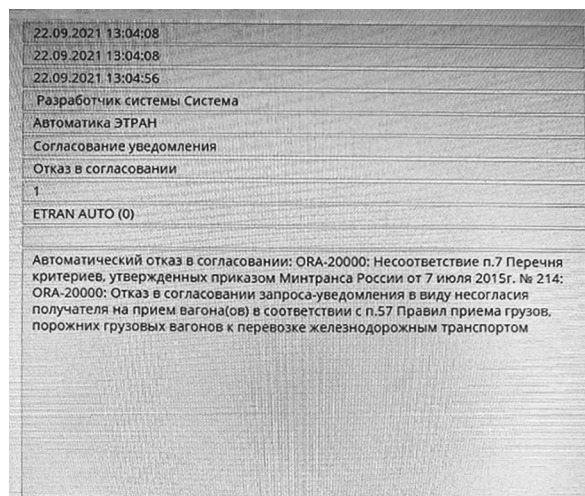 22.09.2021 13:04:08
22.09.2021 13:04:08
22.09.2021 13:04:56
Разработчик системы Система
Автоматика ЭТРАН
Согласование уведомления
Отказ в согласовании
1
ETRAN AUTO (0)
Автоматический отказ в согласовании: ORA-20000: Несоответствие п.7 Перечня
критериев, утвержденных приказом Минтранса России от 7 июля 2015г. № 214:
ORA-20000: Отказ в согласовании запроса-уведомления в виду несогласия
получателя на прием вагона(ов) в соответствии с п.57 Правил приема грузов,
порожних грузовых вагонов к перевозке железнодорожным транспортом